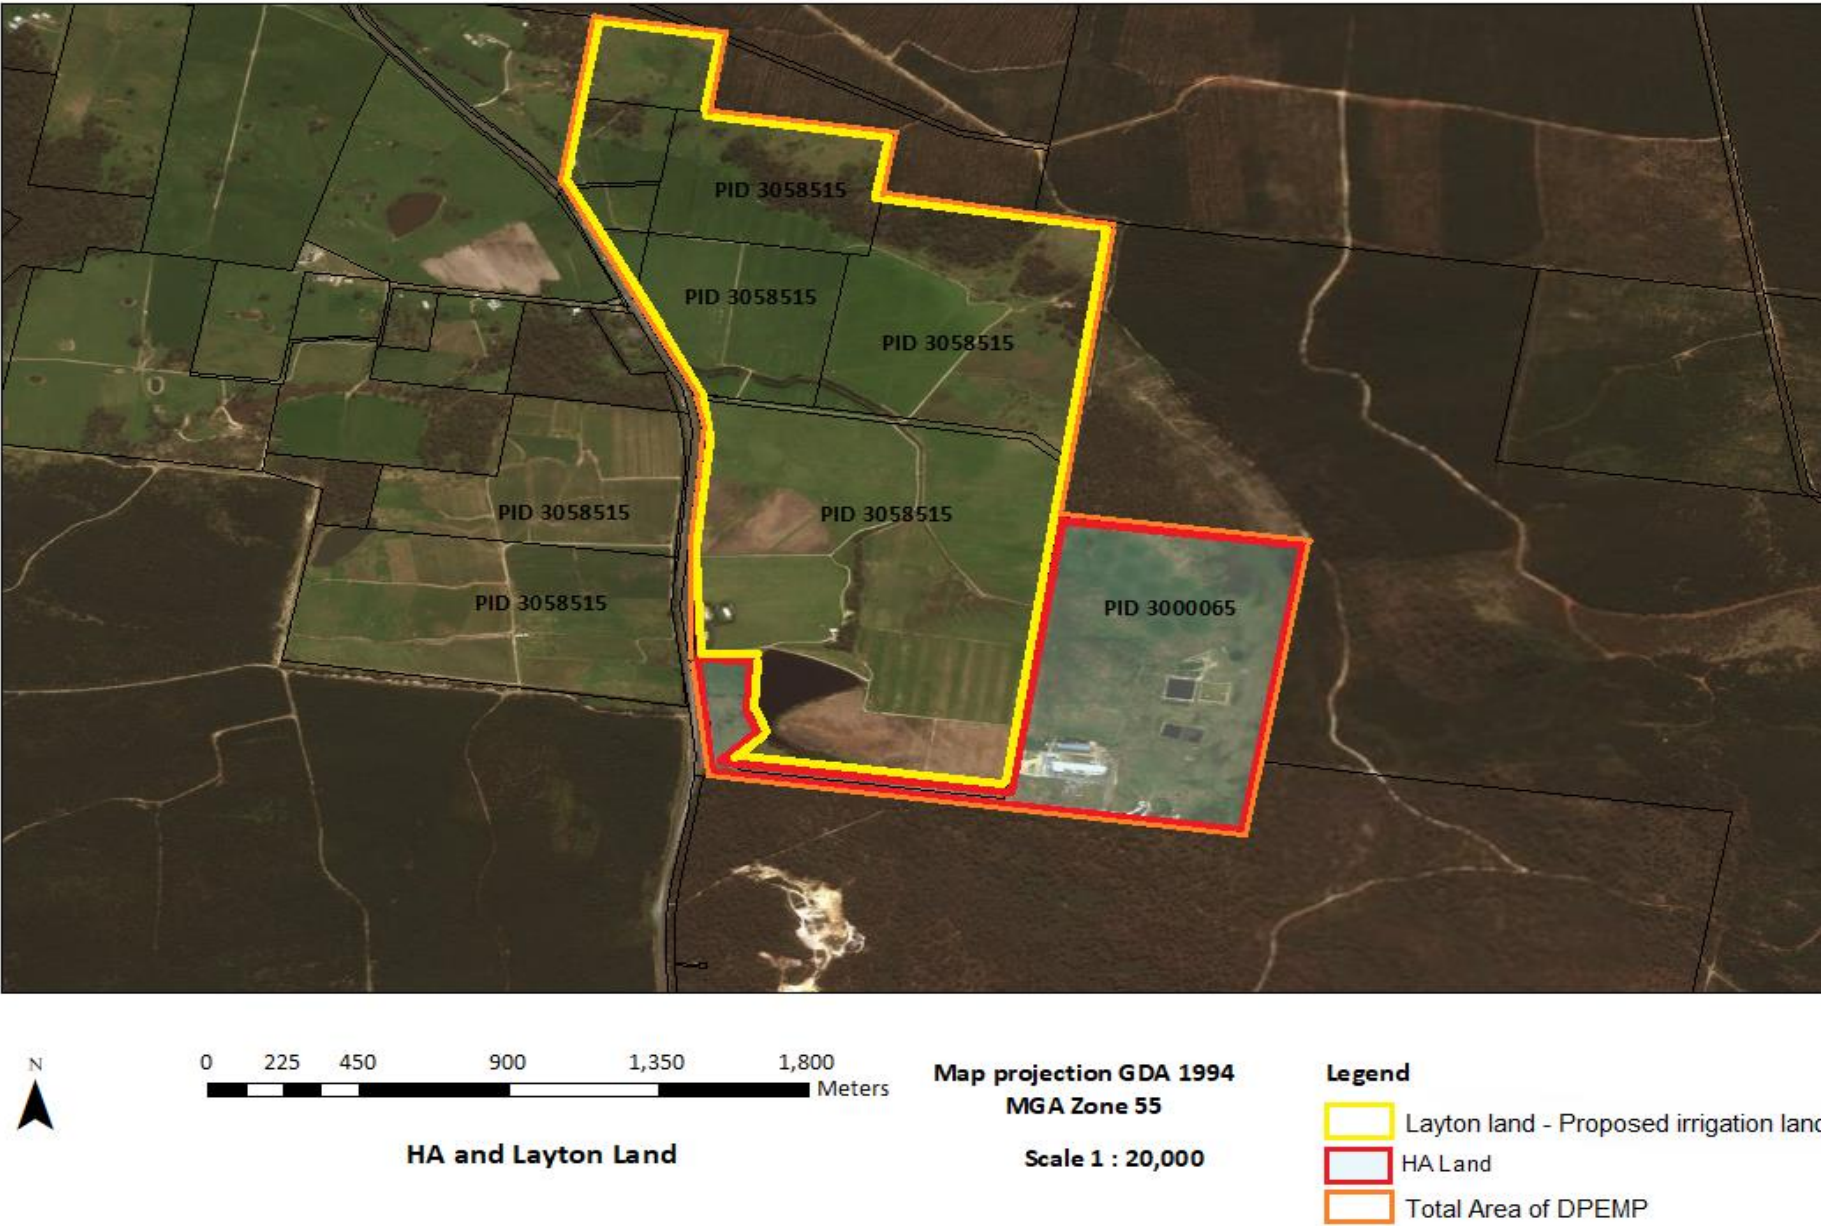 PID 3058515
PID 3058515
PID 3058515
PID 3058515
PID 3058515
PID 3058515
PID 3000065
N
0 225 450 900 1,350 1,800
Meters
HA and Layton Land
Map projection GDA 1994
MGA Zone 55
Scale 1 : 20,000
Legend
Layton land - Proposed irrigation land
HA Land
Total Area of DPEMP